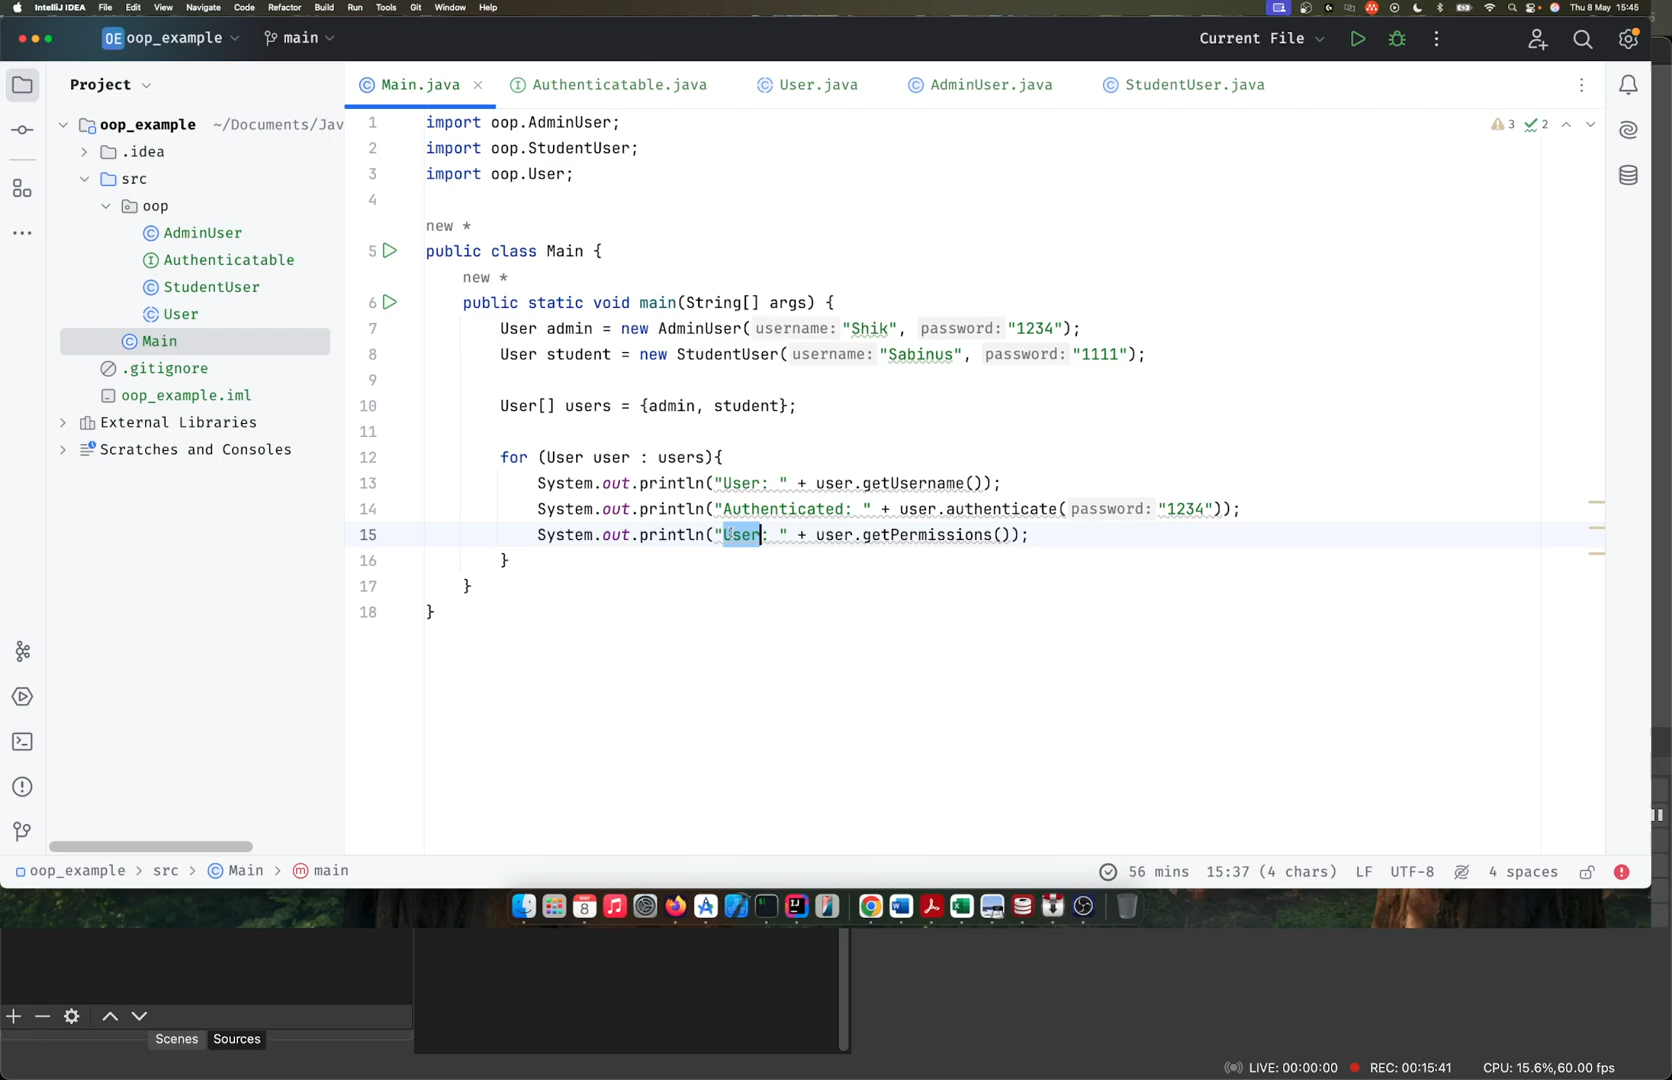 IntelliJ IDEA File Edit View Navigate Code Refactor Build Run Tools Git Window Help Thu 8 May 15:45
OE oop_example main Current File
Project
Main.java Authenticatable.java User.java AdminUser.java StudentUser.java
oop_example ~/Documents/Jav
.idea
src
oop
AdminUser
Authenticatable
StudentUser
User
Main
.gitignore
oop_example.iml
External Libraries
Scratches and Consoles
3 2
1 import oop.AdminUser;
2 import oop.StudentUser;
3 import oop.User;
4
new *
5 public class Main {
new *
6 public static void main(String[] args) {
7 User admin = new AdminUser( username: "Shik", password: "1234");
8 User student = new StudentUser( username: "Sabinus", password: "1111");
9
10 User[] users = {admin, student};
11
12 for (User user : users){
13 System.out.println("User: " + user.getUsername());
14 System.out.println("Authenticated: " + user.authenticate( password: "1234"));
15 System.out.println("User: " + user.getPermissions());
16 }
17 }
18 }
oop_example > src > Main > main
56 mins 15:37 (4 chars) LF UTF-8 4 spaces
MAY
8
Scenes Sources
LIVE: 00:00:00 REC: 00:15:41 CPU: 15.6%,60.00 fps